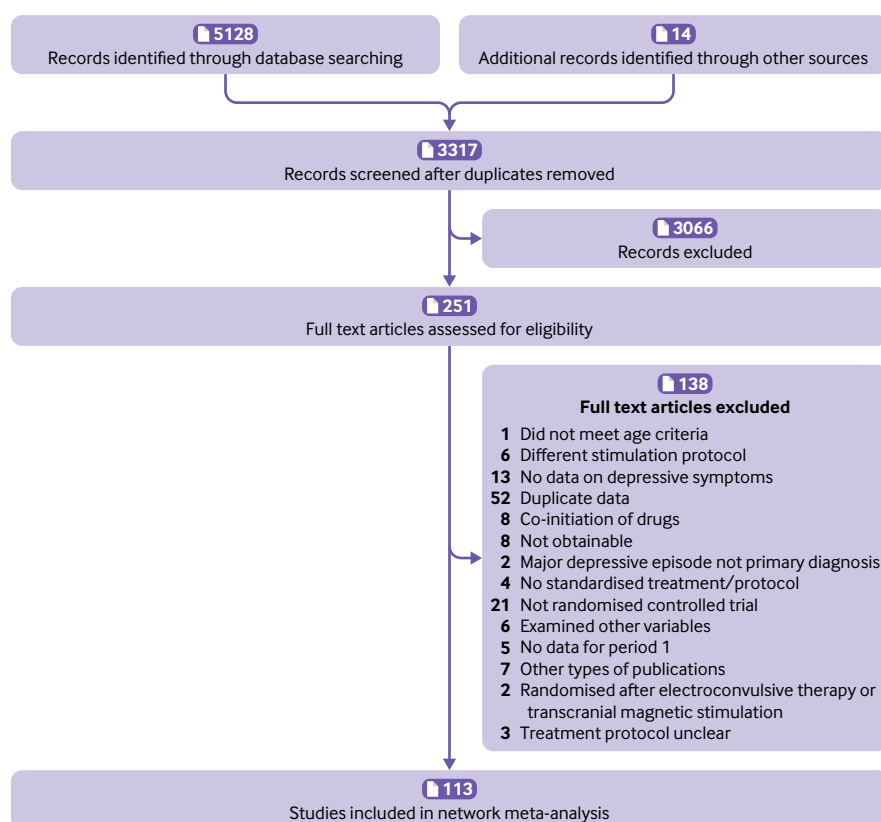 5128
Records identified through database searching
14
Additional records identified through other sources
3317
Records screened after duplicates removed
3066
Records excluded
251
Full text articles assessed for eligibility
138
Full text articles excluded
1 Did not meet age criteria
6 Different stimulation protocol
13 No data on depressive symptoms
52 Duplicate data
8 Co-initiation of drugs
8 Not obtainable
2 Major depressive episode not primary diagnosis
4 No standardised treatment/protocol
21 Not randomised controlled trial
6 Examined other variables
5 No data for period 1
7 Other types of publications
2 Randomised after electroconvulsive therapy or
transcranial magnetic stimulation
3 Treatment protocol unclear
113
Studies included in network meta-analysis